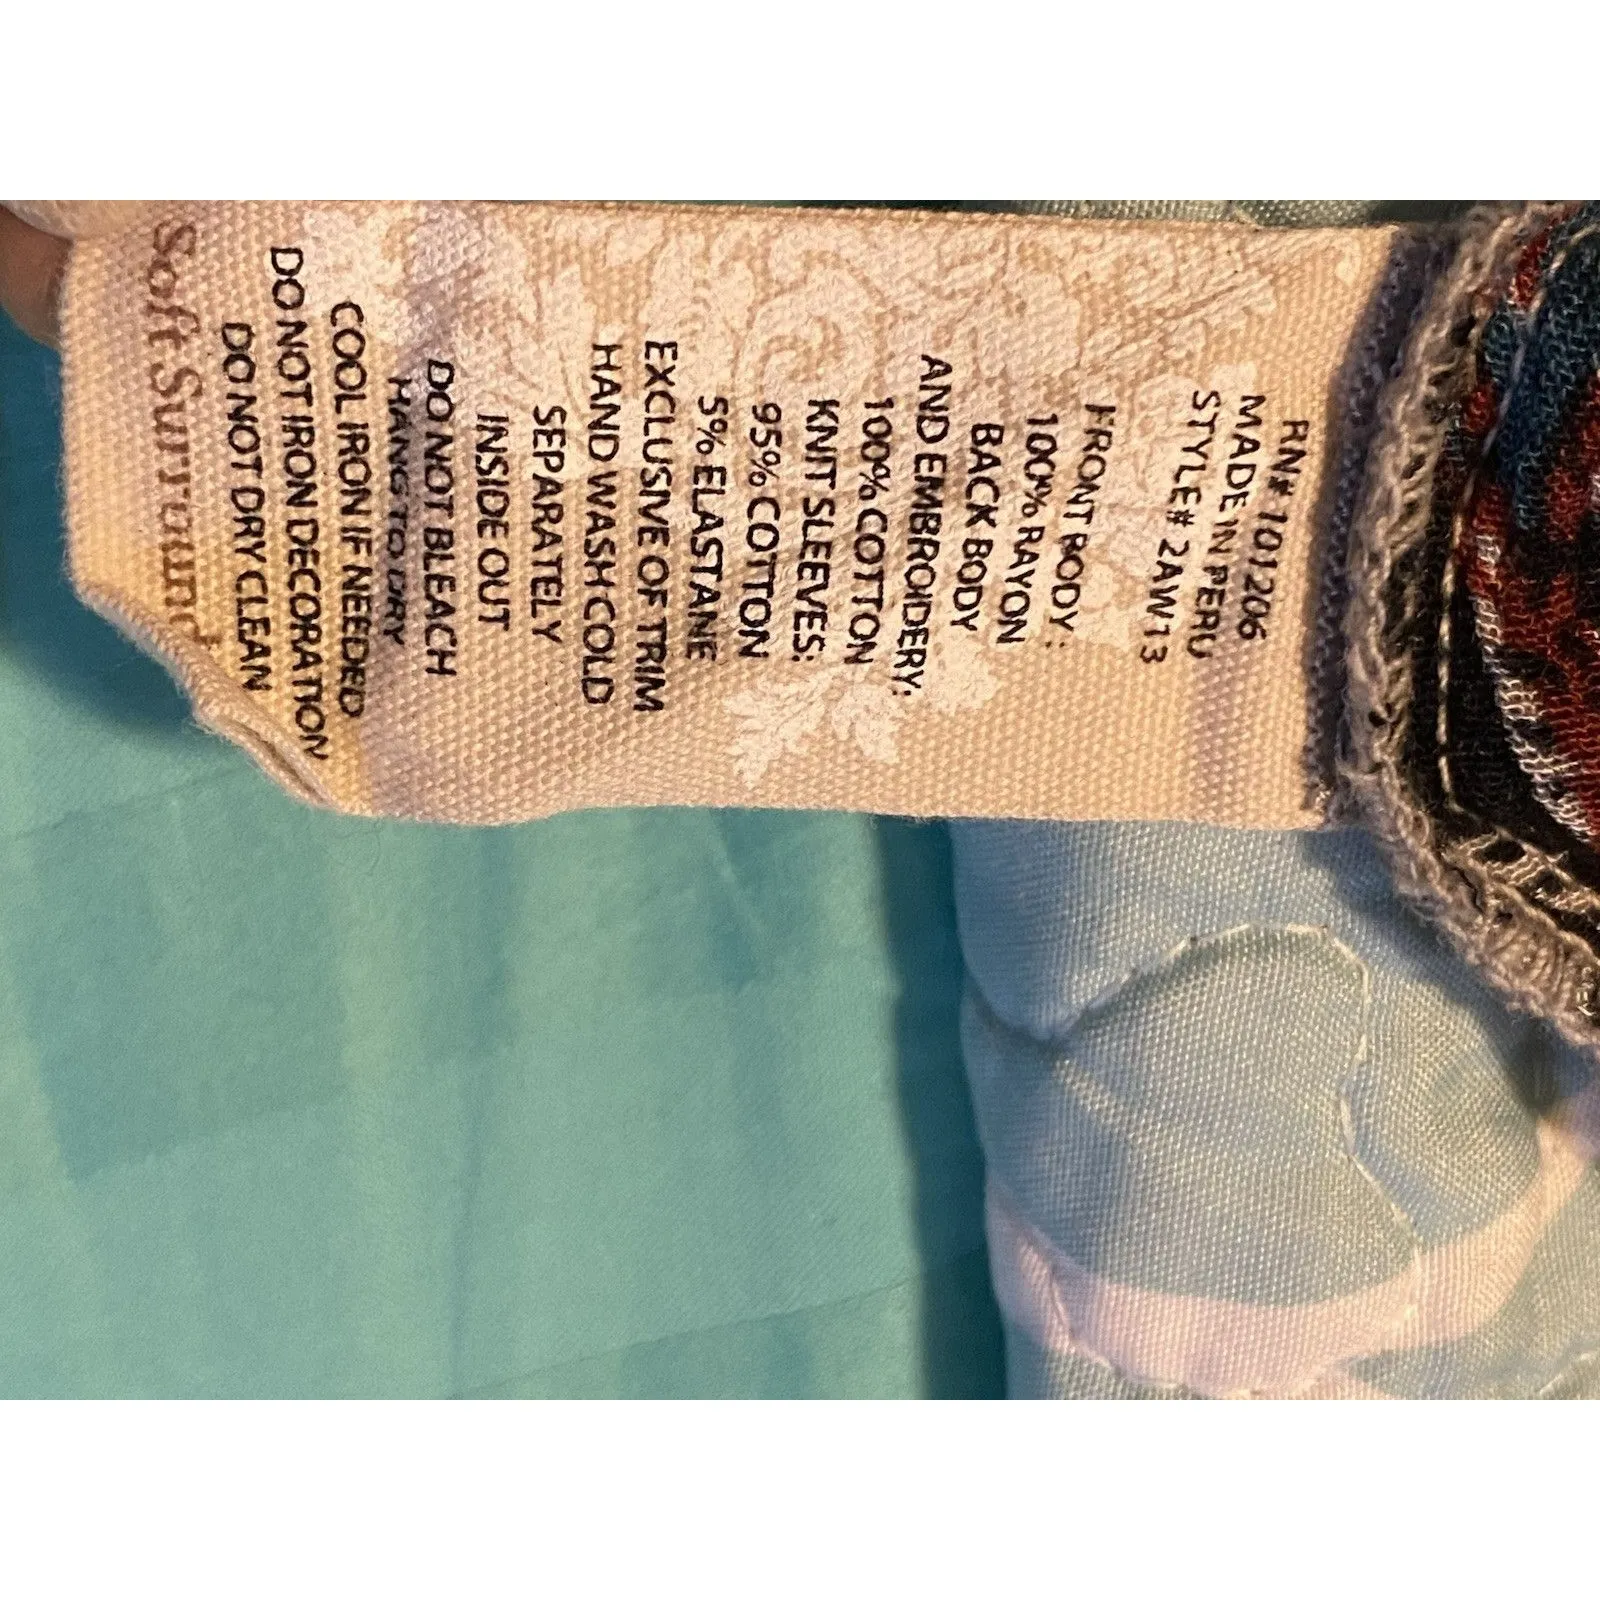 RN# 101206
MADE IN PERU
STYLE# 2AW13
FRONT BODY:
100% RAYON
BACK BODY
AND EMBROIDERY:
100% COTTON
KNIT SLEEVES:
95% COTTON
5% ELASTANE
EXCLUSIVE OF TRIM
HAND WASH COLD
SEPARATELY
INSIDE OUT
DO NOT BLEACH
HANG TO DRY
COOL IRON IF NEEDED
DO NOT IRON DECORATION
DO NOT DRY CLEAN
Soft Surround